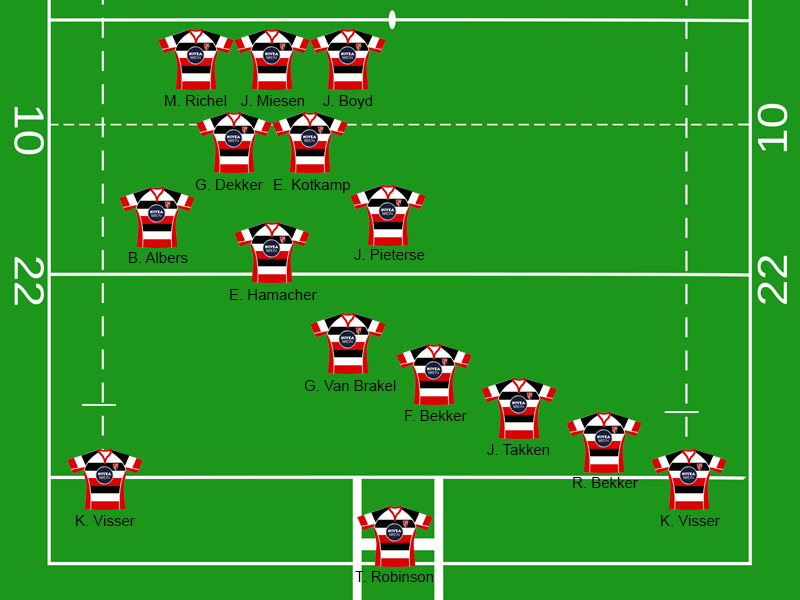 M. Richel J. Miesen J. Boyd
10 10
G. Dekker E. Kotkamp
B. Albers J. Pieterse
22 22
E. Hamacher
G. Van Brakel
F. Bekker
J. Takken
R. Bekker
K. Visser K. Visser
T. Robinson